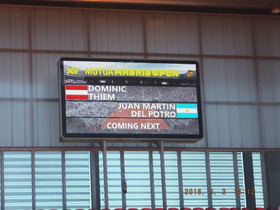 MUTUA MADRID OPEN
DOMINIC
THIEM
JUAN MARTIN
DEL POTRO
COMING NEXT